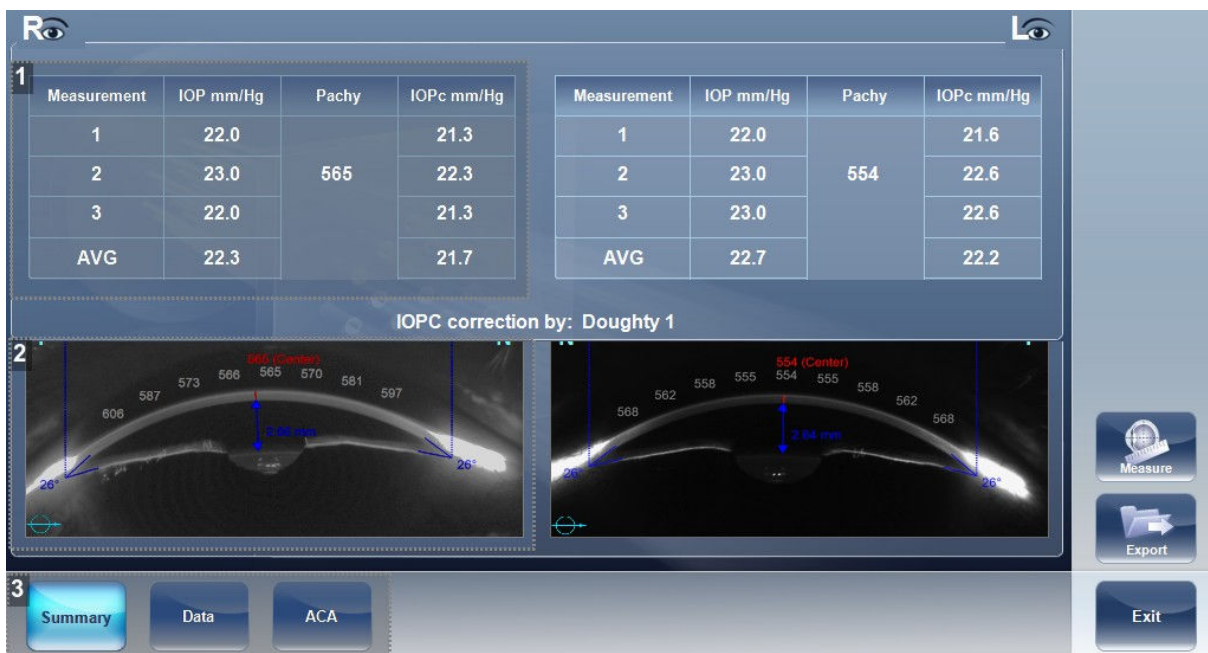 R L
1
Measurement IOP mm/Hg Pachy IOPc mm/Hg
1 22.0 21.3
2 23.0 565 22.3
3 22.0 21.3
AVG 22.3 21.7
Measurement IOP mm/Hg Pachy IOPc mm/Hg
1 22.0 21.6
2 23.0 554 22.6
3 23.0 22.6
AVG 22.7 22.2
IOPC correction by: Doughty 1
2
565 (Center)
606 587 573 566 565 570 581 597
26° 26°
554 (Center)
568 562 558 555 554 555 558 562 568
2.64 mm
26° 26°
Measure
Export
3
Summary Data ACA Exit